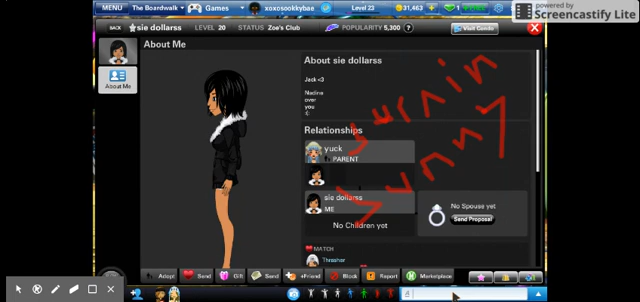 MENU The Boardwalk Games xoxosookkybae Level 23 31,463 1
powered by
Screencastify Lite
BACK sie dollarss LEVEL 20 STATUS Zoe's Club POPULARITY 5,300 Visit Condo
About Me
About sie dollarss
Jack <3
Nadine
over
you
:(:
About Me
Relationships
yuck
PARENT
sie dollarss
ME
No Children yet
No Spouse yet
Send Proposal
MATCH
Thrasher
Adopt Send Gift Send +Friend Block Report Marketplace